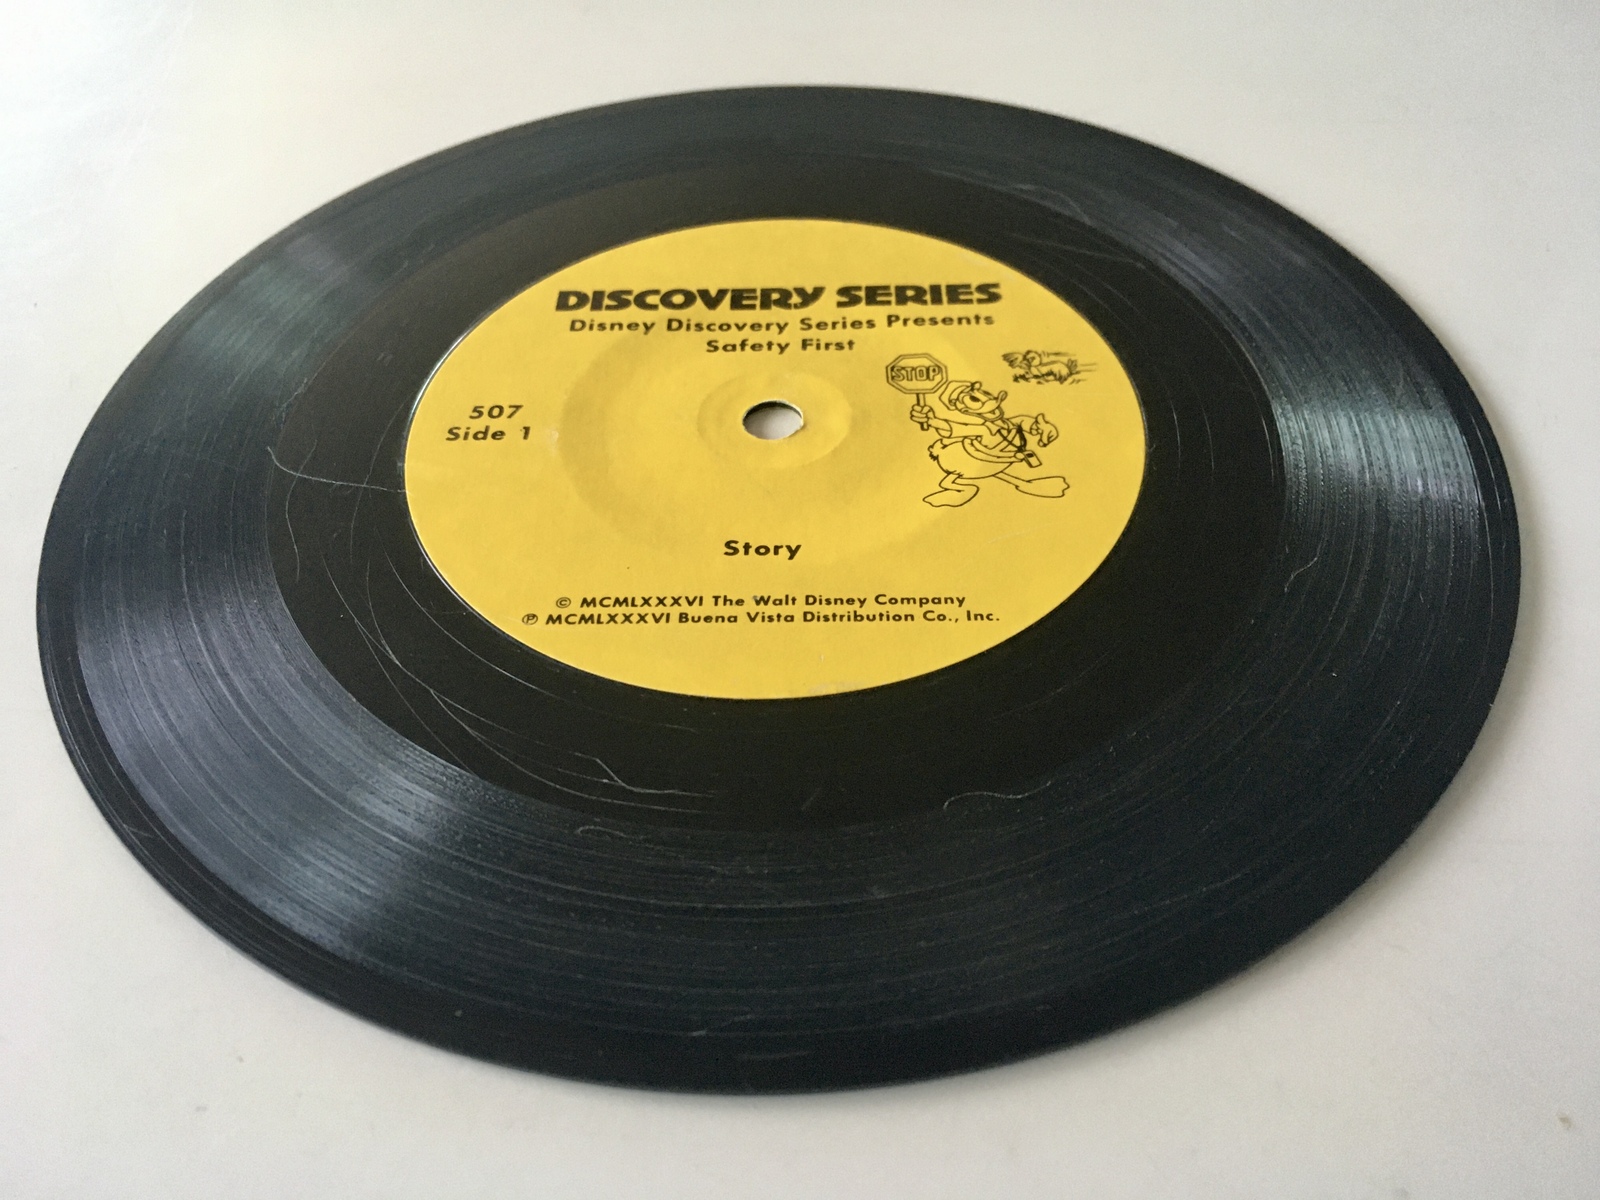 DISCOVERY SERIES
Disney Discovery Series Presents
Safety First
STOP
507
Side 1
Story
© MCMLXXXVI The Walt Disney Company
℗ MCMLXXXVI Buena Vista Distribution Co., Inc.